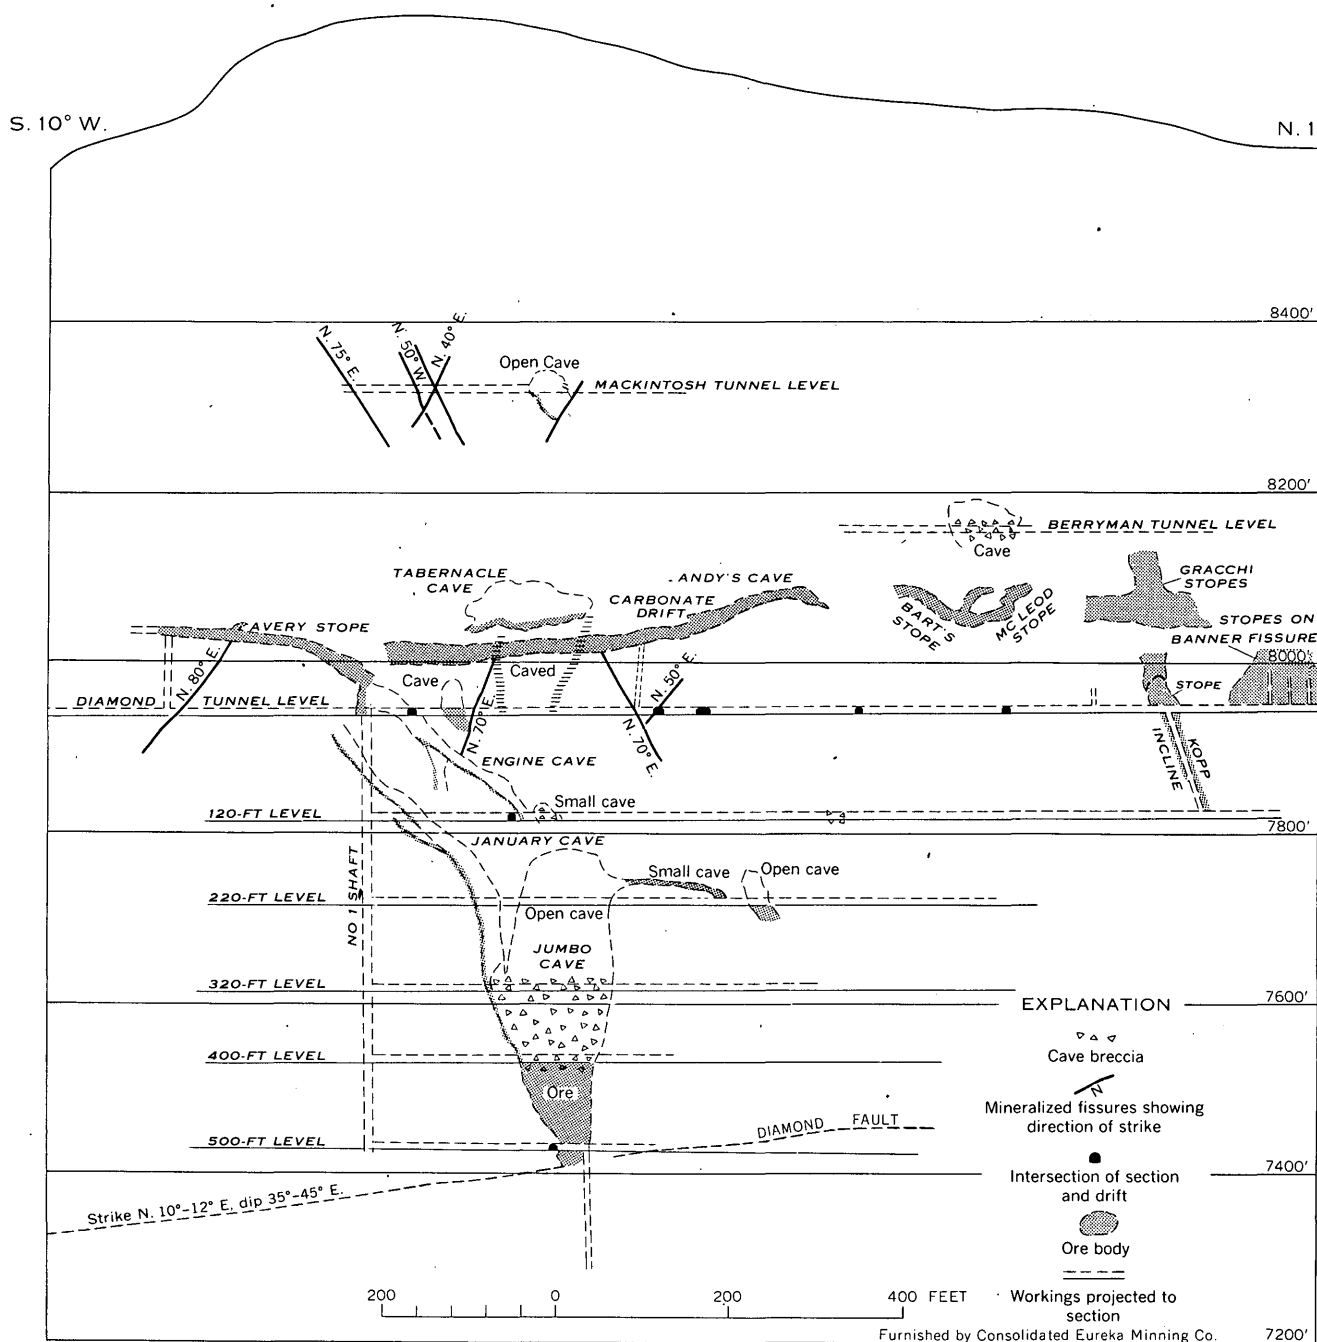 S. 10° W.
N. 1
8400'
N. 75° E.
N. 50° W.
N. 40° E.
Open Cave
MACKINTOSH TUNNEL LEVEL
8200'
BERRYMAN TUNNEL LEVEL
Cave
TABERNACLE
CAVE
ANDY'S CAVE
CARBONATE
DRIFT
GRACCHI
STOPES
BART'S
STOPE
MC LEOD
STOPE
STOPES ON
BANNER FISSURE
AVERY STOPE
8000'
Cave
Caved
N. 80° E.
N. 70° E.
N. 50° E.
N. 70° E.
STOPE
DIAMOND TUNNEL LEVEL
INCLINE
KOPP
ENGINE CAVE
Small cave
120-FT LEVEL
7800'
JANUARY CAVE
NO 1 SHAFT
Small cave
Open cave
220-FT LEVEL
Open cave
JUMBO
CAVE
320-FT LEVEL
7600'
EXPLANATION
Cave breccia
400-FT LEVEL
Ore
N
Mineralized fissures showing
direction of strike
DIAMOND FAULT
500-FT LEVEL
7400'
Intersection of section
and drift
Strike N. 10°-12° E, dip 35°-45° E.
Ore body
200 0 200 400 FEET
Workings projected to
section
Furnished by Consolidated Eureka Minning Co.
7200'